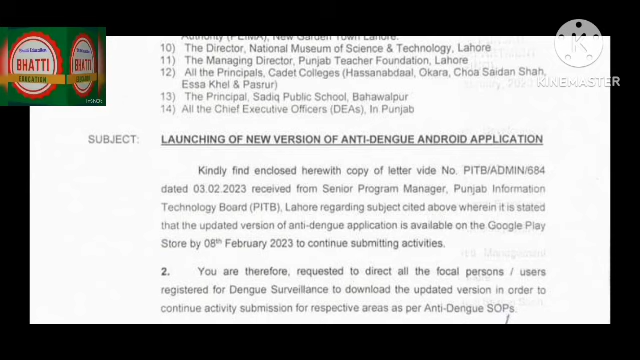 Social Education
BHATTI
EDUCATION
BHATTI
KINEMASTER
Authority (PEIMA), New Garden Town Lahore.
10) The Director, National Museum of Science & Technology, Lahore
11) The Managing Director, Punjab Teacher Foundation, Lahore
12) All the Principals, Cadet Colleges (Hassanabdaal, Okara, Choa Saidan Shah,
Essa Khel & Pasrur)
13) The Principal, Sadiq Public School, Bahawalpur
14) All the Chief Executive Officers (DEAs), In Punjab
SUBJECT: LAUNCHING OF NEW VERSION OF ANTI-DENGUE ANDROID APPLICATION
Kindly find enclosed herewith copy of letter vide No. PITB/ADMIN/684
dated 03.02.2023 received from Senior Program Manager, Punjab Information
Technology Board (PITB), Lahore regarding subject cited above wherein it is stated
that the updated version of anti-dengue application is available on the Google Play
Store by 08th February 2023 to continue submitting activities.
2. You are therefore, requested to direct all the focal persons / users
registered for Dengue Surveillance to download the updated version in order to
continue activity submission for respective areas as per Anti-Dengue SOPs.